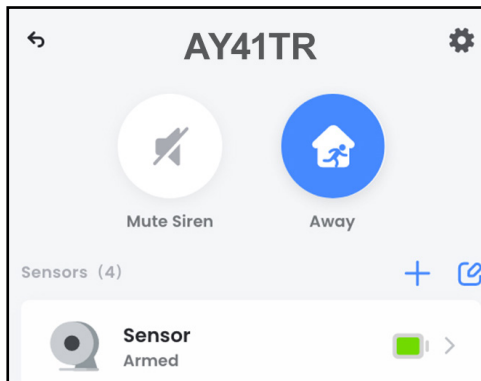 AY41TR
Mute Siren
Away
Sensors (4)
Sensor
Armed